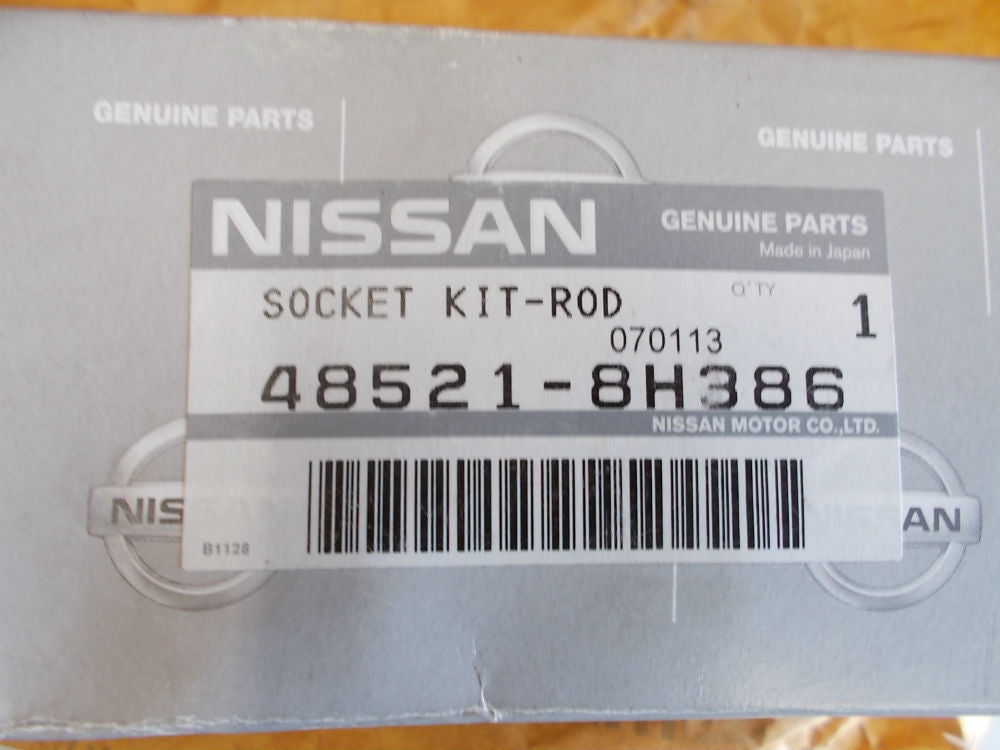 GENUINE PARTS
GENUINE PARTS
NISSAN GENUINE PARTS
Made in Japan
SOCKET KIT-ROD Q'TY 1
070113
48521-8H386
NISSAN MOTOR CO.,LTD.
NIS
AN
B1128